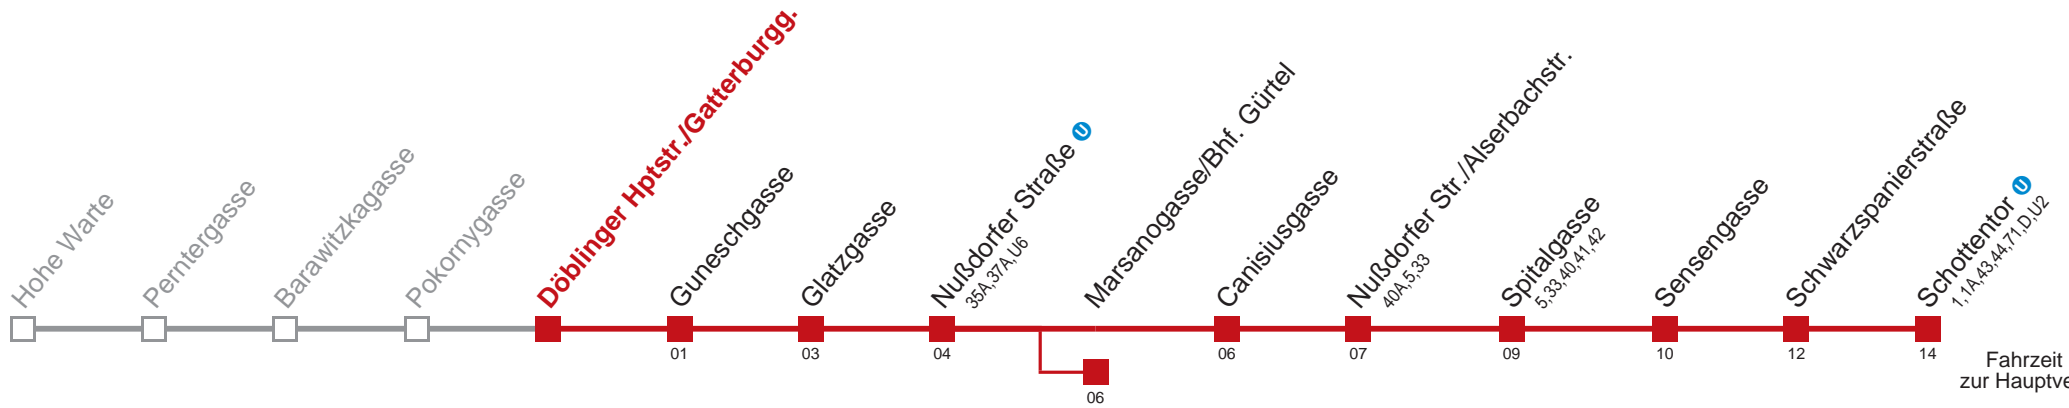 Hohe Warte
Perntergasse
Barawitzkagasse
Pokornygasse
Döblinger Hptstr./Gatterburgg.
Guneschgasse
Glatzgasse
Nußdorfer Straße U
35A,37A,U6
Marsanogasse/Bhf. Gürtel
Canisiusgasse
Nußdorfer Str./Alserbachstr.
40A,5,33
Spitalgasse
5,33,40,41,42
Sensengasse
Schwarzspanierstraße
Schottentor U
1,1A,43,44,71,D,U2
01
03
04
06
06
07
09
10
12
14
Fahrzeit
zur Hauptve